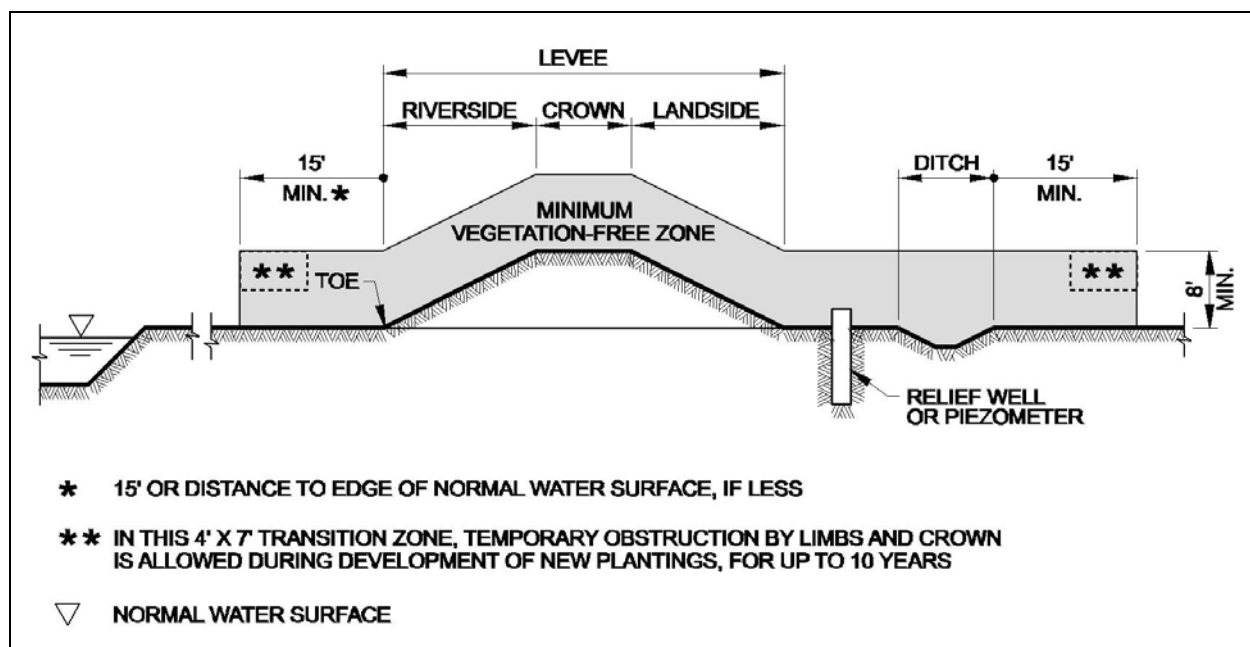 LEVEE
RIVERSIDE CROWN LANDSIDE
15'
MIN. *
DITCH
15'
MIN.
MINIMUM
VEGETATION-FREE ZONE
**
TOE
**
8'
MIN.
RELIEF WELL
OR PIEZOMETER
* 15' OR DISTANCE TO EDGE OF NORMAL WATER SURFACE, IF LESS
** IN THIS 4' X 7' TRANSITION ZONE, TEMPORARY OBSTRUCTION BY LIMBS AND CROWN
IS ALLOWED DURING DEVELOPMENT OF NEW PLANTINGS, FOR UP TO 10 YEARS
NORMAL WATER SURFACE